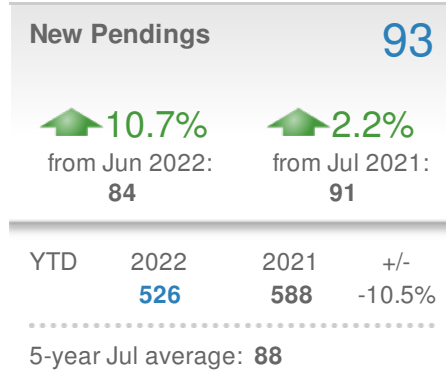 New Pendings 93
10.7% 2.2%
from Jun 2022: from Jul 2021:
84 91
YTD 2022 2021 +/-
526 588 -10.5%
5-year Jul average: 88